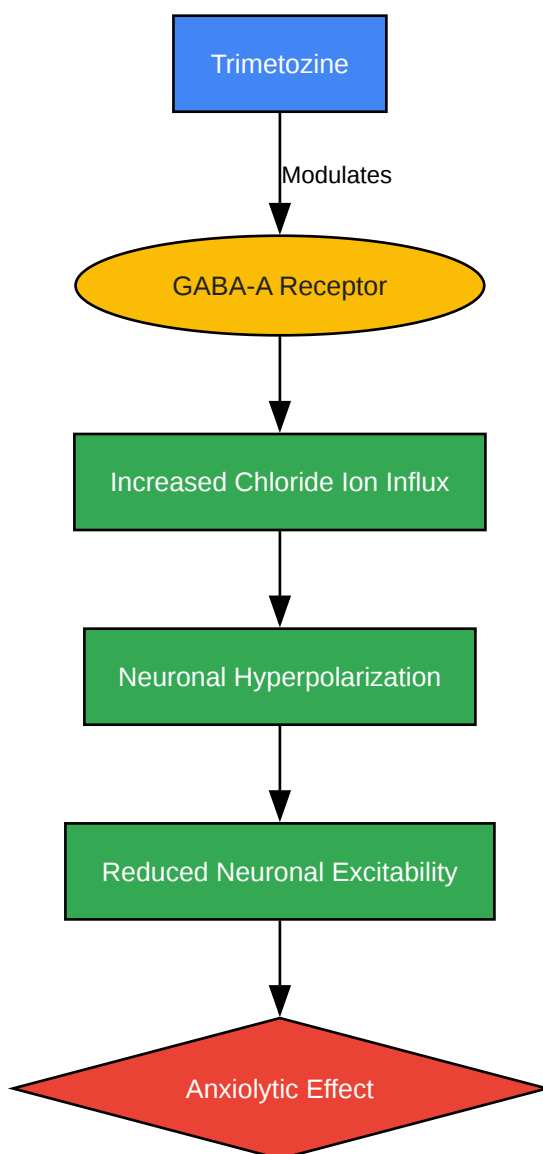 Trimetozine
Modulates
GABA-A Receptor
Increased Chloride Ion Influx
Neuronal Hyperpolarization
Reduced Neuronal Excitability
Anxiolytic Effect